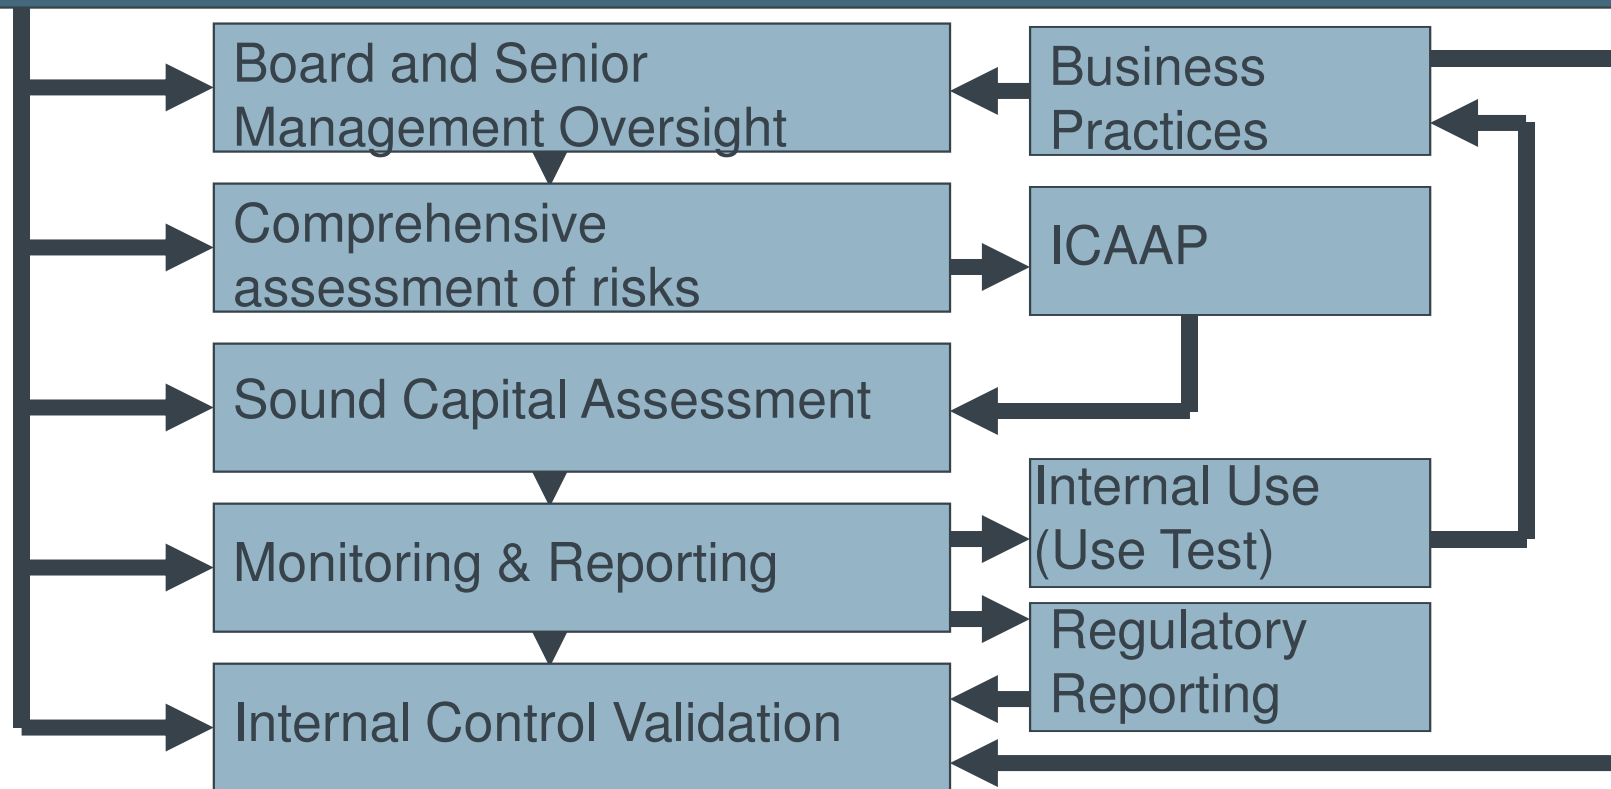 Board and Senior
Management Oversight
Business
Practices
Comprehensive
assessment of risks
ICAAP
Sound Capital Assessment
Monitoring & Reporting
Internal Use
(Use Test)
Regulatory
Reporting
Internal Control Validation